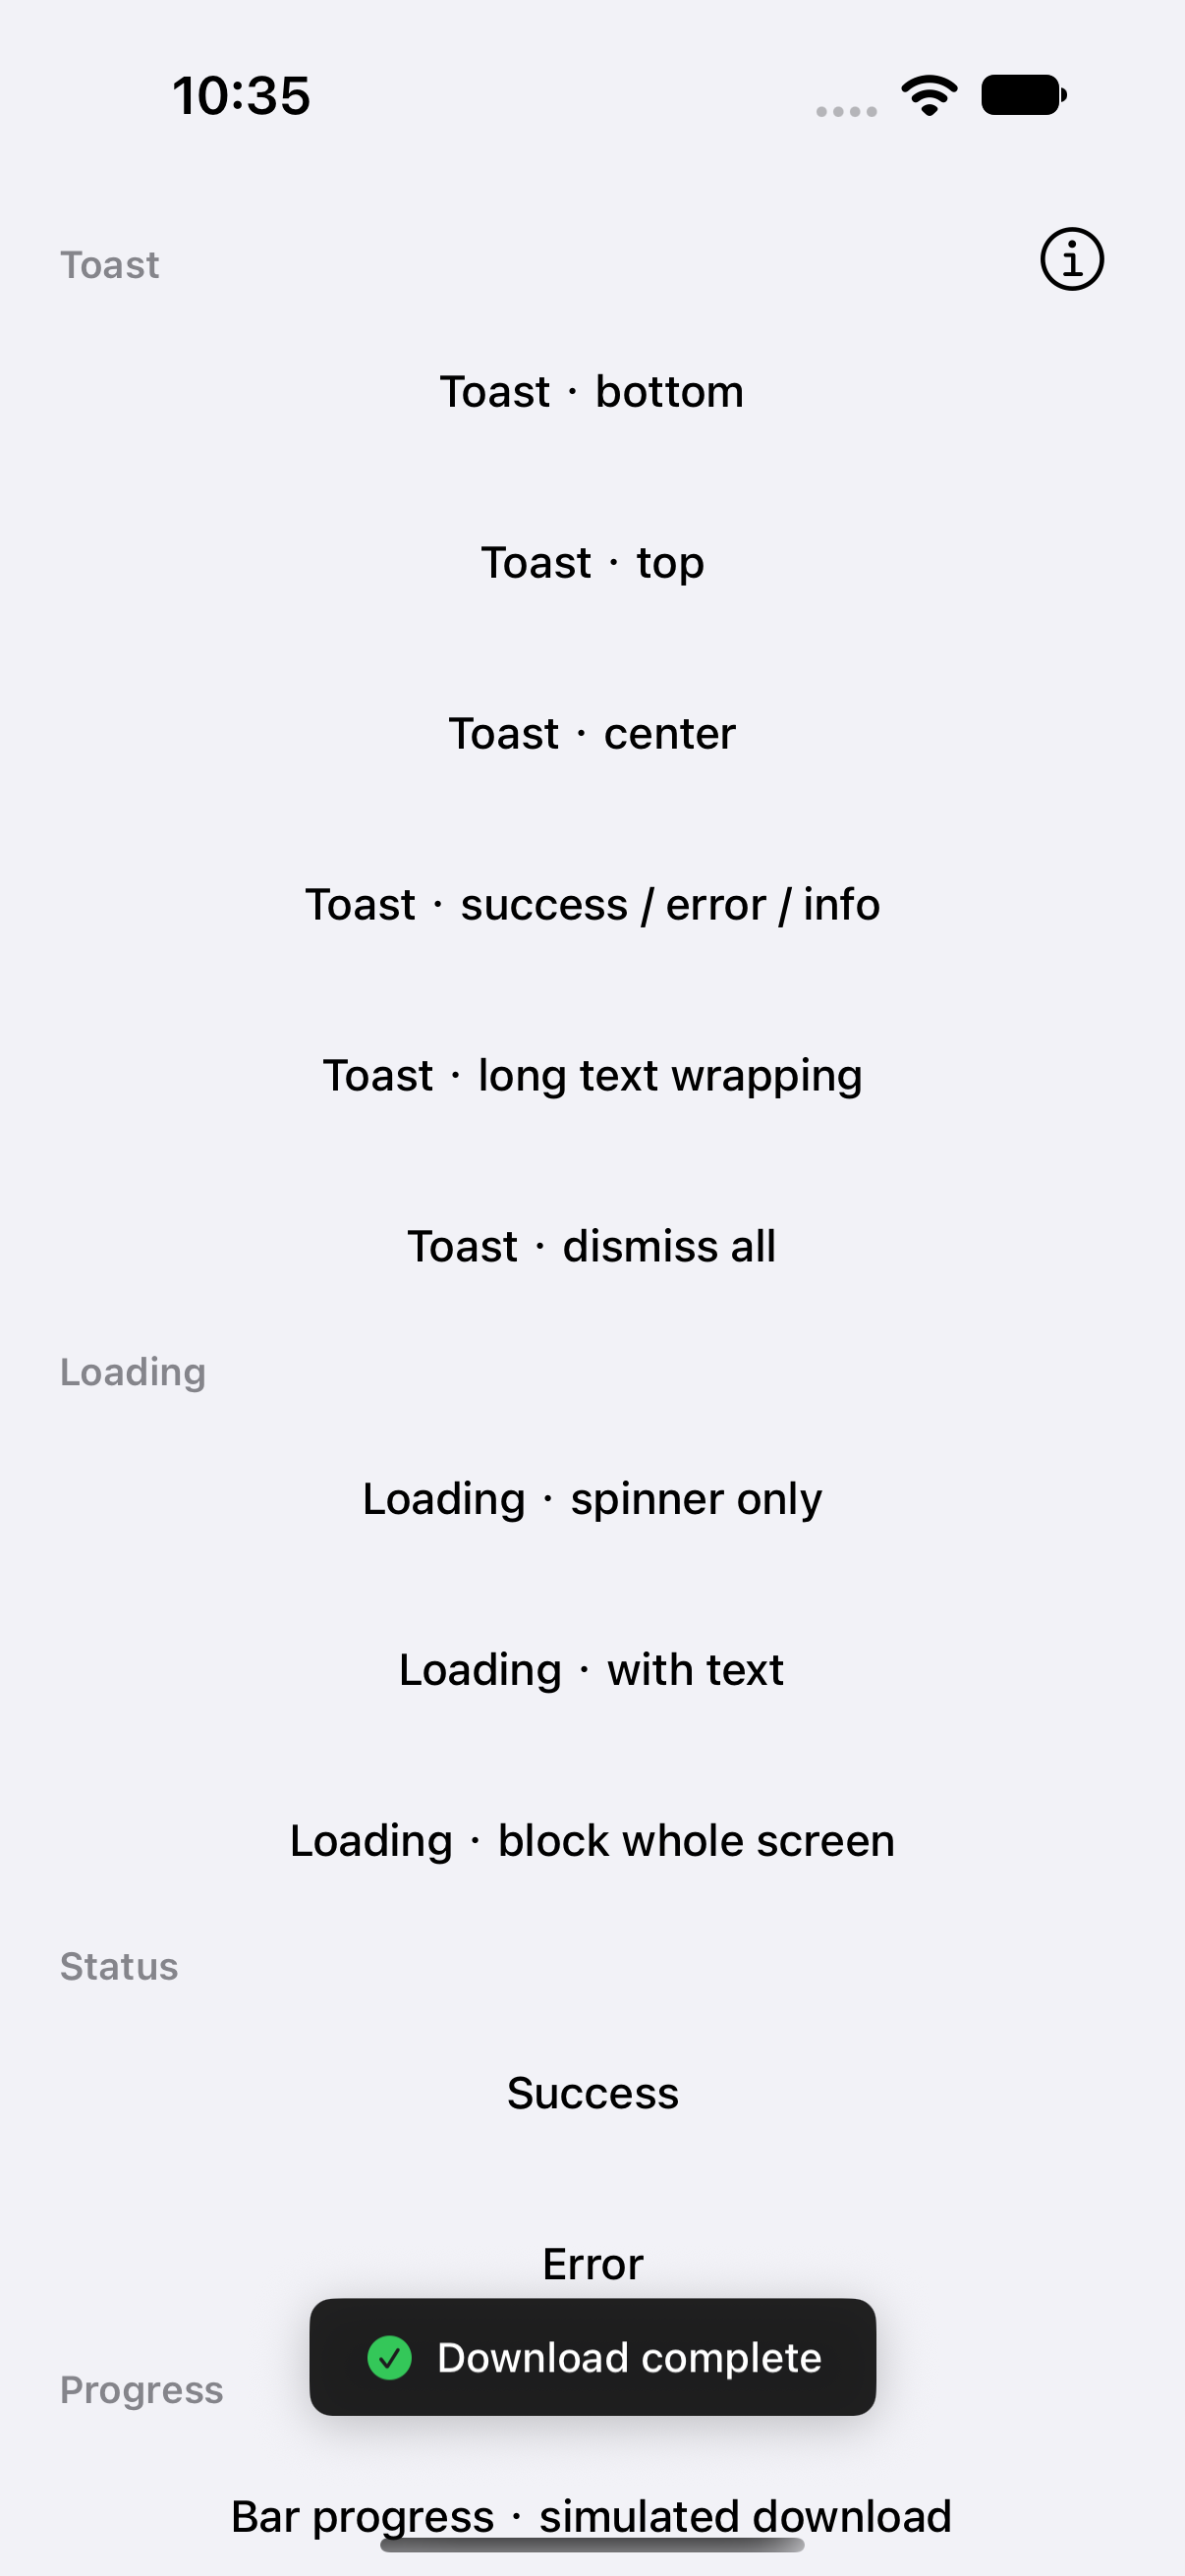 10:35
Toast
Toast · bottom
Toast · top
Toast · center
Toast · success / error / info
Toast · long text wrapping
Toast · dismiss all
Loading
Loading · spinner only
Loading · with text
Loading · block whole screen
Status
Success
Error
Download complete
Progress
Bar progress · simulated download